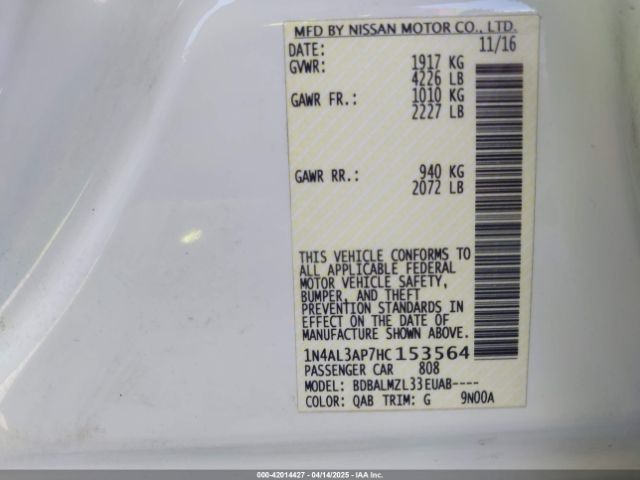 MFD BY NISSAN MOTOR CO., LTD.
DATE: 11/16
GVWR: 1917 KG
4226 LB
GAWR FR.: 1010 KG
2227 LB
GAWR RR.: 940 KG
2072 LB
THIS VEHICLE CONFORMS TO
ALL APPLICABLE FEDERAL
MOTOR VEHICLE SAFETY,
BUMPER, AND THEFT
PREVENTION STANDARDS IN
EFFECT ON THE DATE OF
MANUFACTURE SHOWN ABOVE.
1N4AL3AP7HC153564
PASSENGER CAR 808
MODEL: BDBALMZL33EUAB----
COLOR: QAB TRIM: G 9N00A
000-42014427 - 04/14/2025 - IAA Inc.